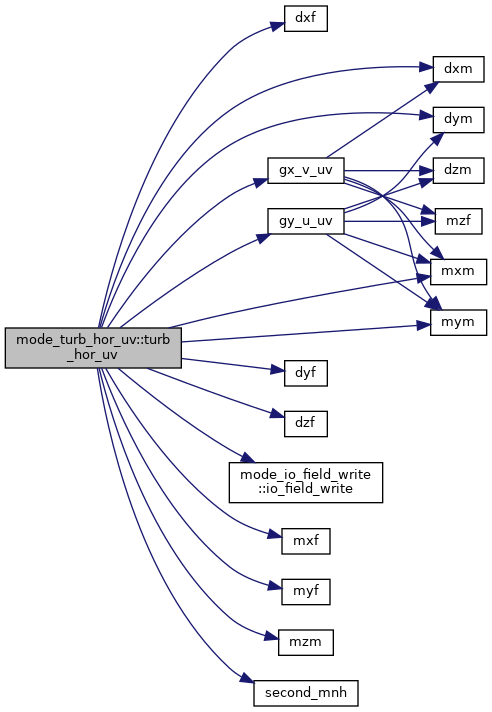 dxf
dxm
dym
gx_v_uv
dzm
gy_u_uv
mzf
mxm
mym
mode_turb_hor_uv::turb
_hor_uv
dyf
dzf
mode_io_field_write
::io_field_write
mxf
myf
mzm
second_mnh